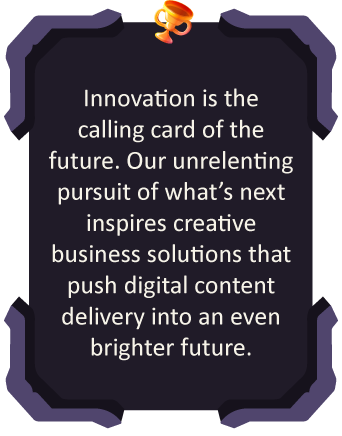 Innovation is the
calling card of the
future. Our unrelenting
pursuit of what’s next
inspires creative
business solutions that
push digital content
delivery into an even
brighter future.